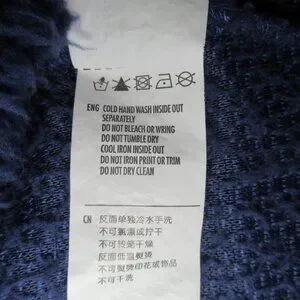 ENG COLD HAND WASH INSIDE OUT
SEPARATELY
DO NOT BLEACH OR WRING
DO NOT TUMBLE DRY
COOL IRON INSIDE OUT
DO NOT IRON PRINT OR TRIM
DO NOT DRY CLEAN
CN 反面单独冷水手洗
不可氯漂或拧干
不可转笼干燥
反面低温熨烫
不可熨烫印花或饰品
不可干洗